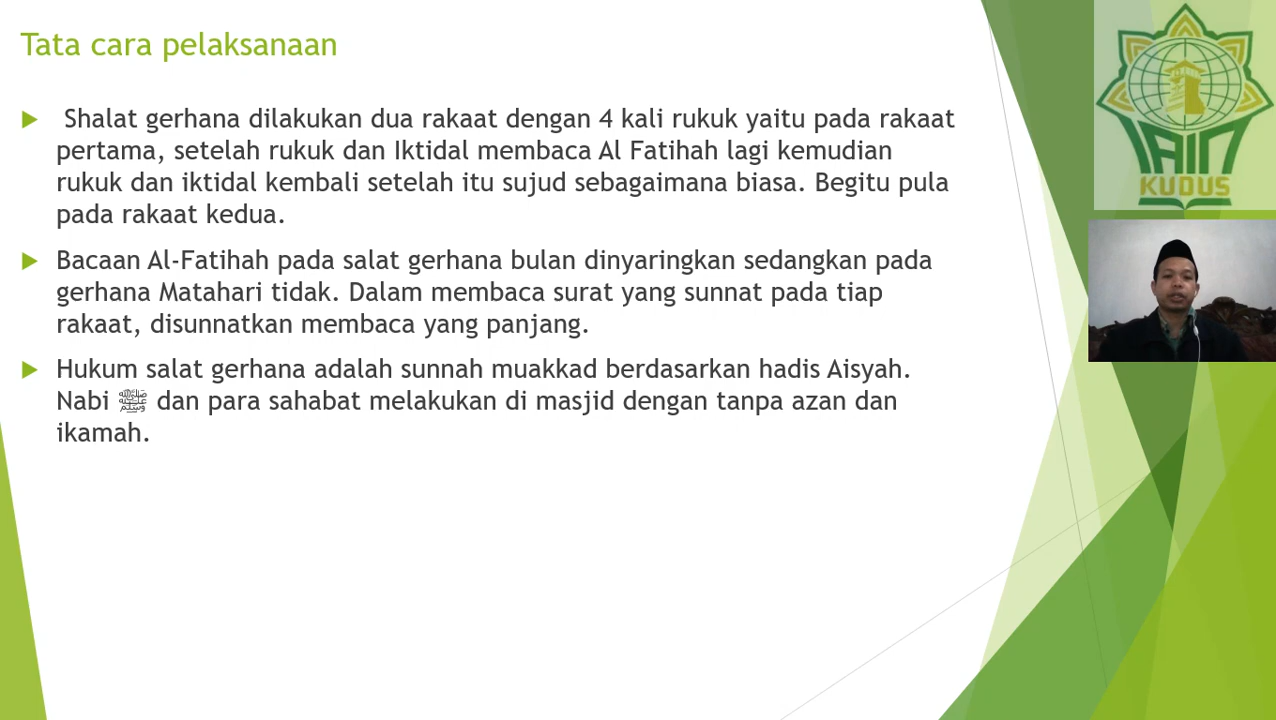 Tata cara pelaksanaan
Shalat gerhana dilakukan dua rakaat dengan 4 kali rukuk yaitu pada rakaat
pertama, setelah rukuk dan Iktidal membaca Al Fatihah lagi kemudian
rukuk dan iktidal kembali setelah itu sujud sebagaimana biasa. Begitu pula
pada rakaat kedua.
Bacaan Al-Fatihah pada salat gerhana bulan dinyaringkan sedangkan pada
gerhana Matahari tidak. Dalam membaca surat yang sunnat pada tiap
rakaat, disunnatkan membaca yang panjang.
Hukum salat gerhana adalah sunnah muakkad berdasarkan hadis Aisyah.
Nabi ﷺ dan para sahabat melakukan di masjid dengan tanpa azan dan
ikamah.
IAIN
KUDUS